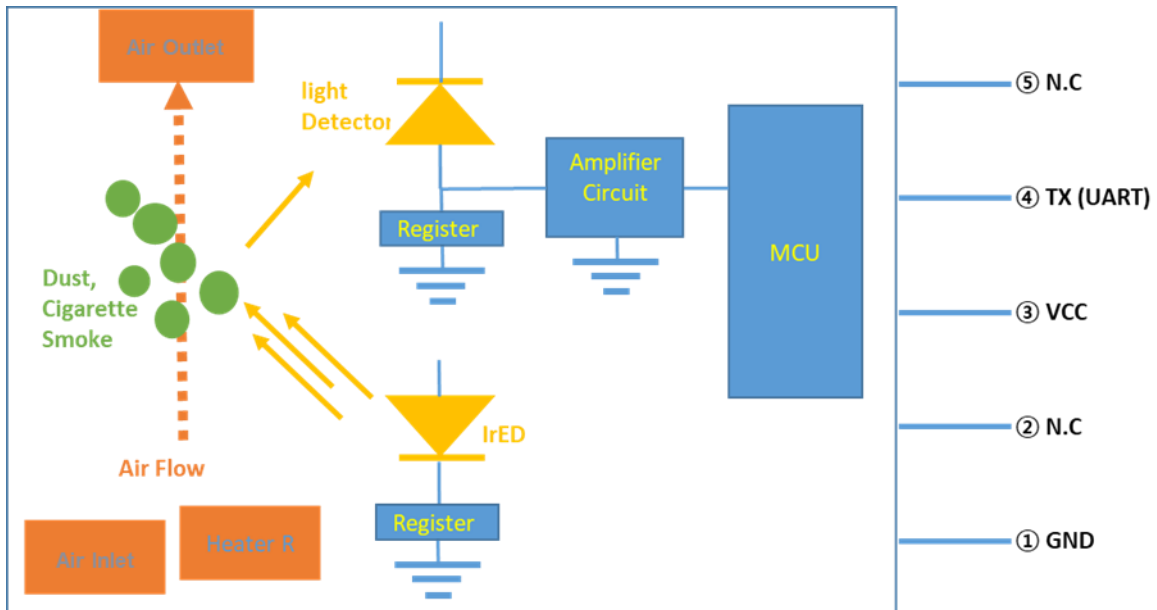 Air Outlet
light
Detector
Dust,
Cigarette
Smoke
Air Flow
Air Inlet
Heater R
Register
Amplifier
Circuit
MCU
IrED
Register
⑤ N.C
④ TX (UART)
③ VCC
② N.C
① GND